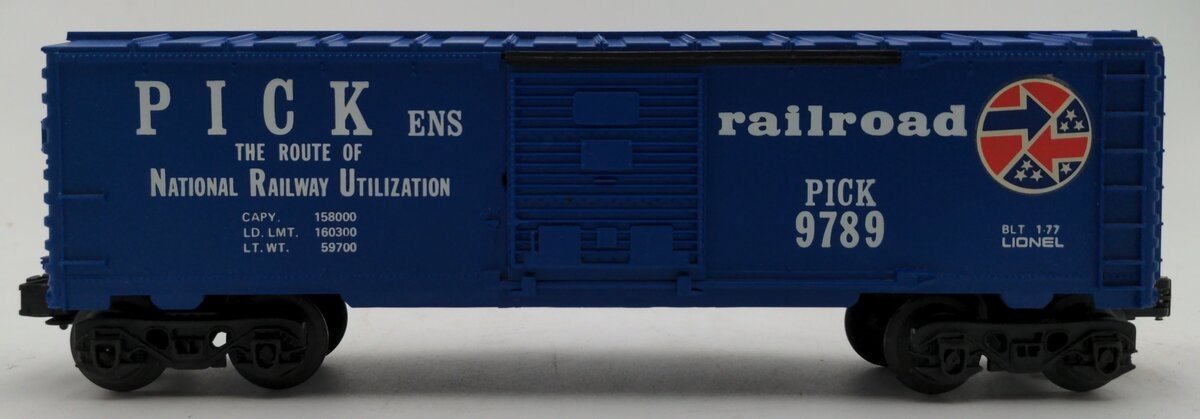 PICK ENS
THE ROUTE OF
NATIONAL RAILWAY UTILIZATION
CAPY. 158000
LD. LMT. 160300
LT. WT. 59700
railroad
PICK
9789
BLT 1-77
LIONEL